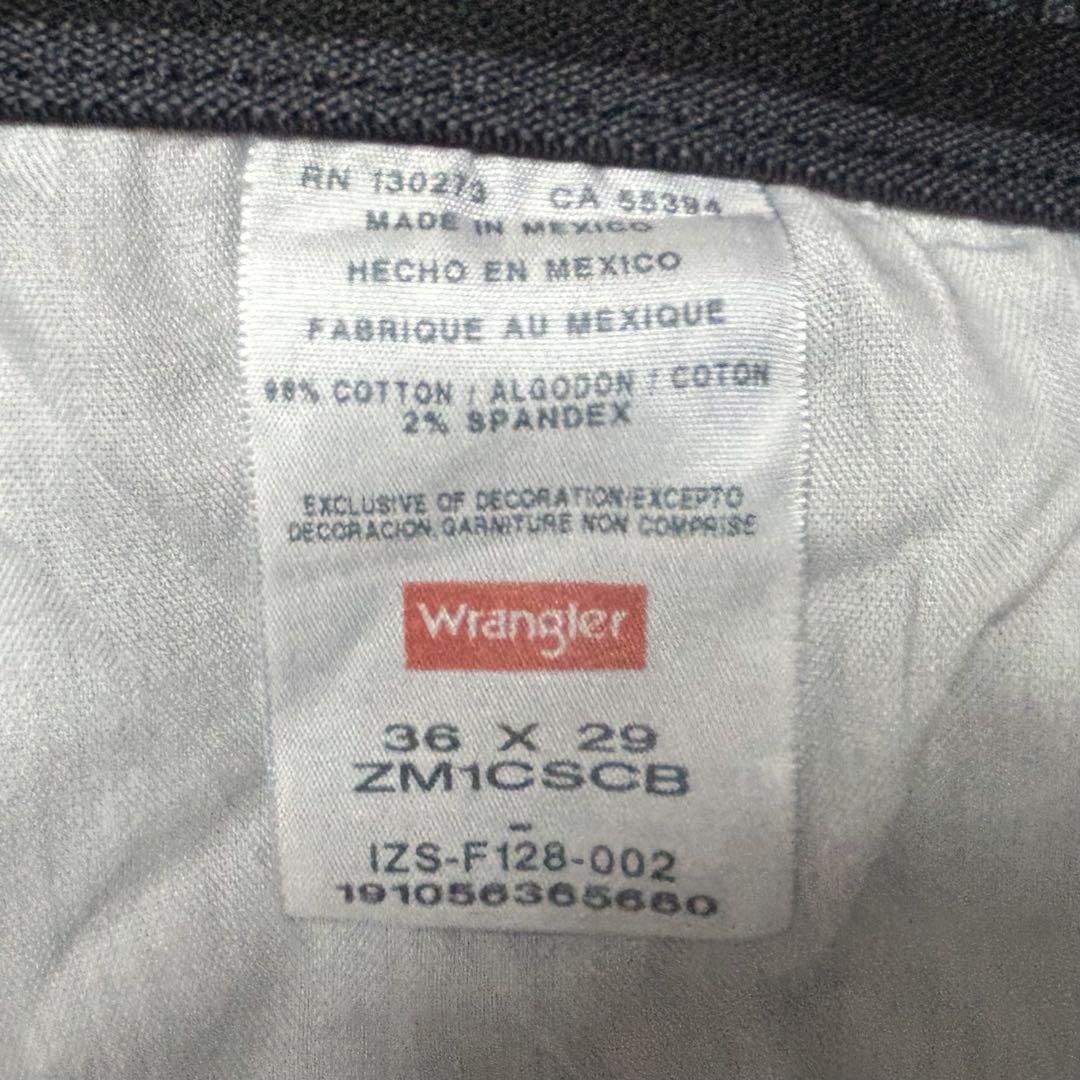 RN 130273 CA 55394
MADE IN MEXICO
HECHO EN MEXICO
FABRIQUE AU MEXIQUE
98% COTTON / ALGODON / COTON
2% SPANDEX
EXCLUSIVE OF DECORATION/EXCEPTO
DECORACION, GARNITURE NON COMPRISE
Wrangler
36 X 29
ZM1CSCB
-
IZS-F128-002
191056365680